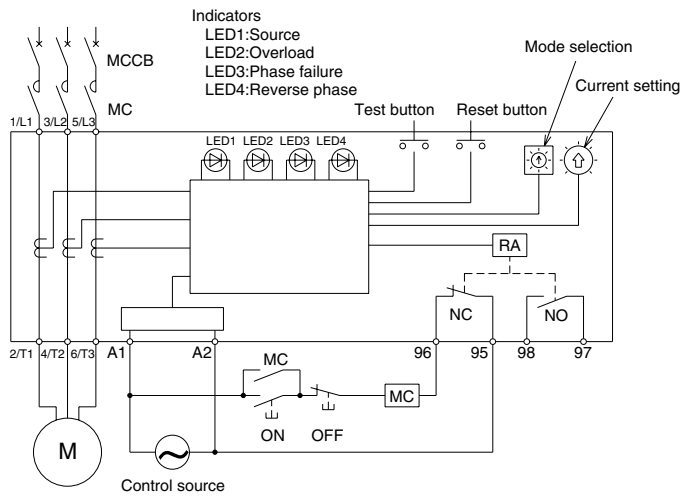 Indicators
LED1:Source
LED2:Overload
LED3:Phase failure
LED4:Reverse phase
MCCB
MC
Mode selection
Current setting
Test button
Reset button
1/L1 3/L2 5/L3
LED1 LED2 LED3 LED4
RA
NC
NO
2/T1 4/T2 6/T3 A1 A2 96 95 98 97
MC
MC
ON OFF
M
Control source